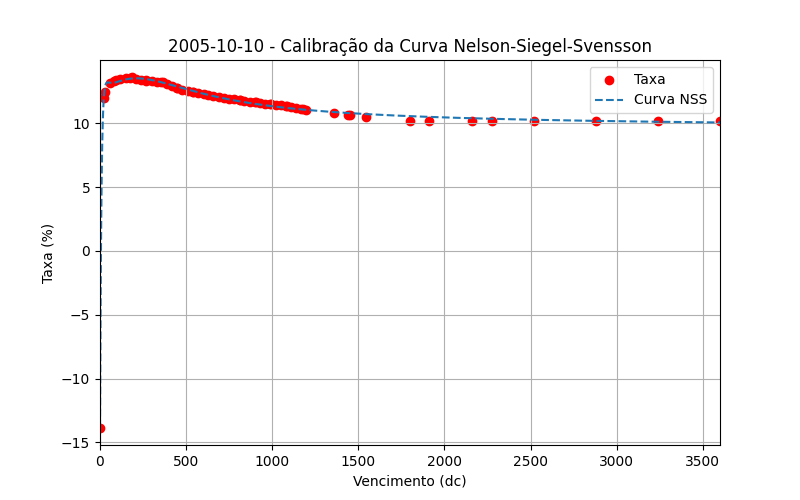 2005-10-10 - Calibração da Curva Nelson-Siegel-Svensson
Taxa
Curva NSS
Taxa (%)
10
5
0
−5
−10
−15
0
500
1000
1500
2000
2500
3000
3500
Vencimento (dc)